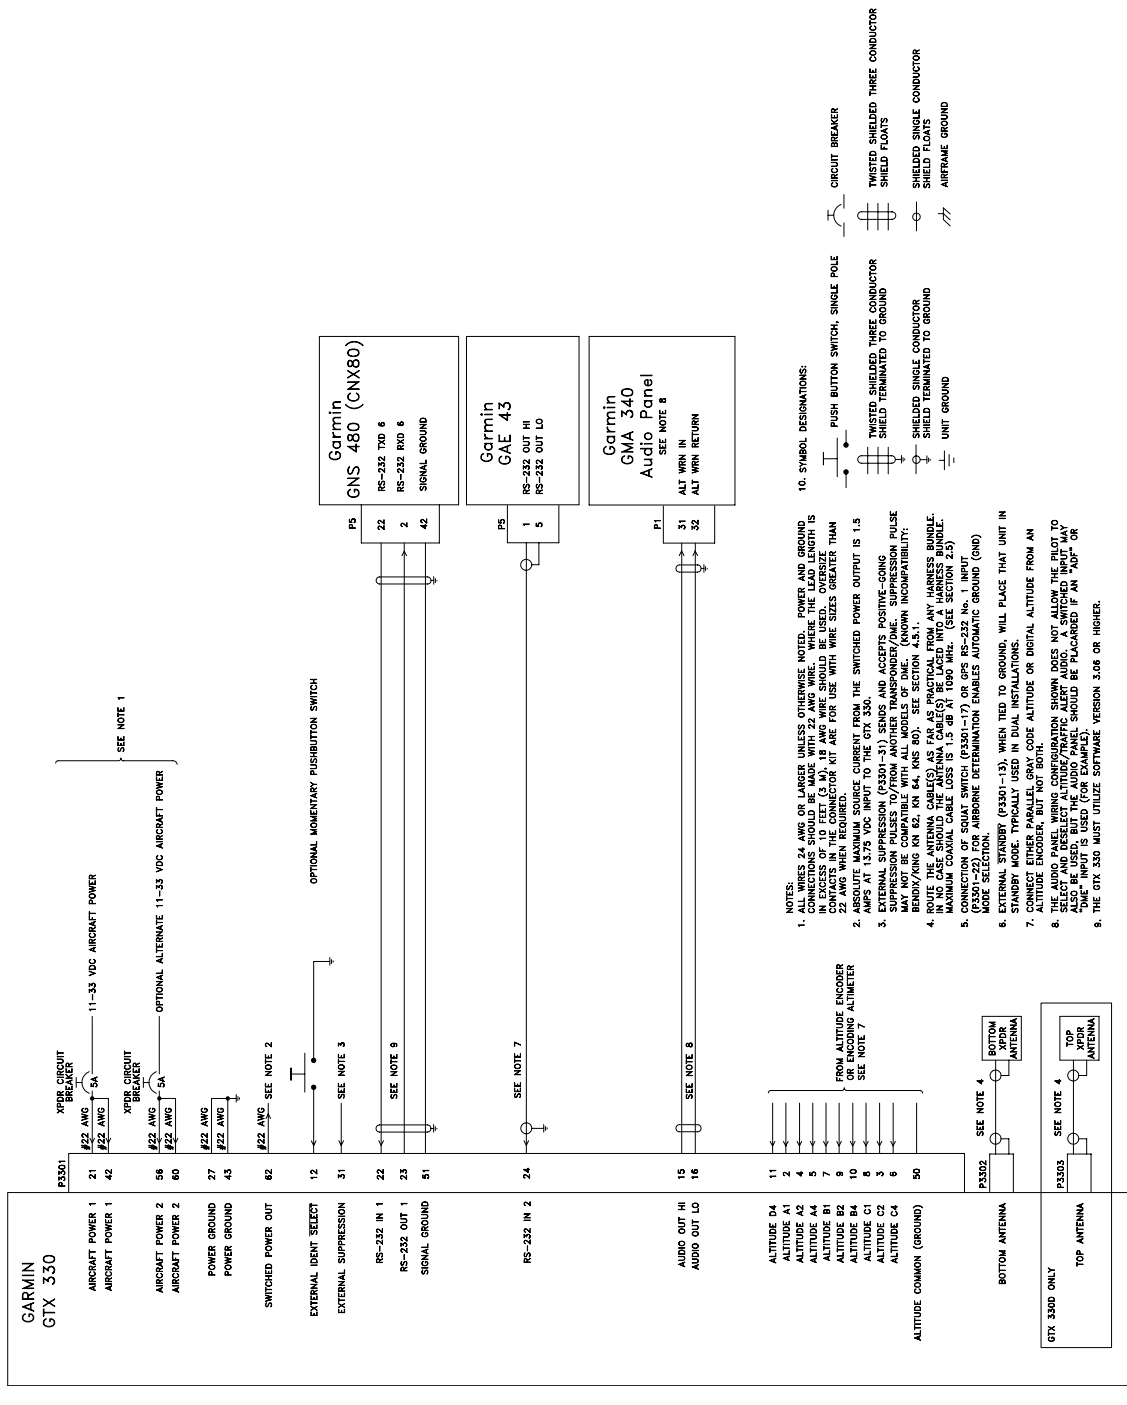 GARMIN
GTX 330
P3301
AIRCRAFT POWER 1 21 #22 AWG
AIRCRAFT POWER 1 42 #22 AWG
XPDR CIRCUIT
BREAKER
5A
11-33 VDC AIRCRAFT POWER
AIRCRAFT POWER 2 56 #22 AWG
AIRCRAFT POWER 2 60 #22 AWG
XPDR CIRCUIT
BREAKER
5A
OPTIONAL ALTERNATE 11-33 VDC AIRCRAFT POWER
SEE NOTE 1
POWER GROUND 27 #22 AWG
POWER GROUND 43 #22 AWG
SWITCHED POWER OUT 62 #22 AWG SEE NOTE 2
EXTERNAL IDENT SELECT 12 OPTIONAL MOMENTARY PUSHBUTTON SWITCH
EXTERNAL SUPPRESSION 31 SEE NOTE 3
RS-232 IN 1 22 SEE NOTE 9
RS-232 OUT 1 23
SIGNAL GROUND 51
P5
22 RS-232 TXD 6
2 RS-232 RXD 6
42 SIGNAL GROUND
Garmin
GNS 480 (CNX80)
RS-232 IN 2 24 SEE NOTE 7
P5
1 RS-232 OUT HI
5 RS-232 OUT LO
Garmin
GAE 43
AUDIO OUT HI 15
AUDIO OUT LO 16
SEE NOTE 8
P1
31 ALT WRN IN
32 ALT WRN RETURN
Garmin
GMA 340
Audio Panel
SEE NOTE 8
ALTITUDE D4 11
ALTITUDE A1 2
ALTITUDE A2 4
ALTITUDE A4 5
ALTITUDE B1 7
ALTITUDE B2 9
ALTITUDE B4 10
ALTITUDE C1 8
ALTITUDE C2 3
ALTITUDE C4 6
ALTITUDE COMMON (GROUND) 50
FROM ALTITUDE ENCODER
OR ENCODING ALTIMETER
SEE NOTE 7
BOTTOM ANTENNA P3302 SEE NOTE 4
BOTTOM
XPDR
ANTENNA
GTX 330D ONLY
TOP ANTENNA P3303 SEE NOTE 4
TOP
XPDR
ANTENNA
NOTES:
1. ALL WIRES 24 AWG OR LARGER UNLESS OTHERWISE NOTED. POWER AND GROUND
CONNECTIONS SHOULD BE MADE WITH 22 AWG WIRE. WHERE THE LEAD LENGTH IS
IN EXCESS OF 10 FEET (3 M), 18 AWG WIRE SHOULD BE USED. OVERSIZE
CONTACTS IN THE CONNECTOR KIT ARE FOR USE WITH WIRE SIZES GREATER THAN
22 AWG WHEN REQUIRED.
2. ABSOLUTE MAXIMUM SOURCE CURRENT FROM THE SWITCHED POWER OUTPUT IS 1.5
AMPS AT 13.75 VDC INPUT TO THE GTX 330.
3. EXTERNAL SUPPRESSION (P3301-31) SENDS AND ACCEPTS POSITIVE-GOING
SUPPRESSION PULSES TO/FROM ANOTHER TRANSPONDER/DME. SUPPRESSION PULSE
MAY NOT BE COMPATIBLE WITH ALL MODELS OF DME. (KNOWN INCOMPATIBILITY:
BENDIX/KING KN 62, KN 64, KNS 80). SEE SECTION 4.5.1.
4. ROUTE THE ANTENNA CABLE(S) AS FAR AS PRACTICAL FROM ANY HARNESS BUNDLE.
IN NO CASE SHOULD THE ANTENNA CABLE(S) BE LACED INTO A HARNESS BUNDLE.
MAXIMUM COAXIAL CABLE LOSS IS 1.5 dB AT 1090 MHz. (SEE SECTION 2.5)
5. CONNECTION OF SQUAT SWITCH (P3301-17) OR GPS RS-232 No. 1 INPUT
(P3301-22) FOR AIRBORNE DETERMINATION ENABLES AUTOMATIC GROUND (GND)
MODE SELECTION.
6. EXTERNAL STANDBY (P3301-13), WHEN TIED TO GROUND, WILL PLACE THAT UNIT IN
STANDBY MODE. TYPICALLY USED IN DUAL INSTALLATIONS.
7. CONNECT EITHER PARALLEL GRAY CODE ALTITUDE OR DIGITAL ALTITUDE FROM AN
ALTITUDE ENCODER, BUT NOT BOTH.
8. THE AUDIO PANEL WIRING CONFIGURATION SHOWN DOES NOT ALLOW THE PILOT TO
SELECT AND DESELECT ALTITUDE/TRAFFIC ALERT AUDIO. A SWITCHED INPUT MAY
ALSO BE USED, BUT THE AUDIO PANEL SHOULD BE PLACARDED IF AN "ADF" OR
"DME" INPUT IS USED (FOR EXAMPLE).
9. THE GTX 330 MUST UTILIZE SOFTWARE VERSION 3.06 OR HIGHER.
10. SYMBOL DESIGNATIONS:
PUSH BUTTON SWITCH, SINGLE POLE
CIRCUIT BREAKER
TWISTED SHIELDED THREE CONDUCTOR
SHIELD TERMINATED TO GROUND
TWISTED SHIELDED THREE CONDUCTOR
SHIELD FLOATS
SHIELDED SINGLE CONDUCTOR
SHIELD TERMINATED TO GROUND
SHIELDED SINGLE CONDUCTOR
SHIELD FLOATS
UNIT GROUND
AIRFRAME GROUND